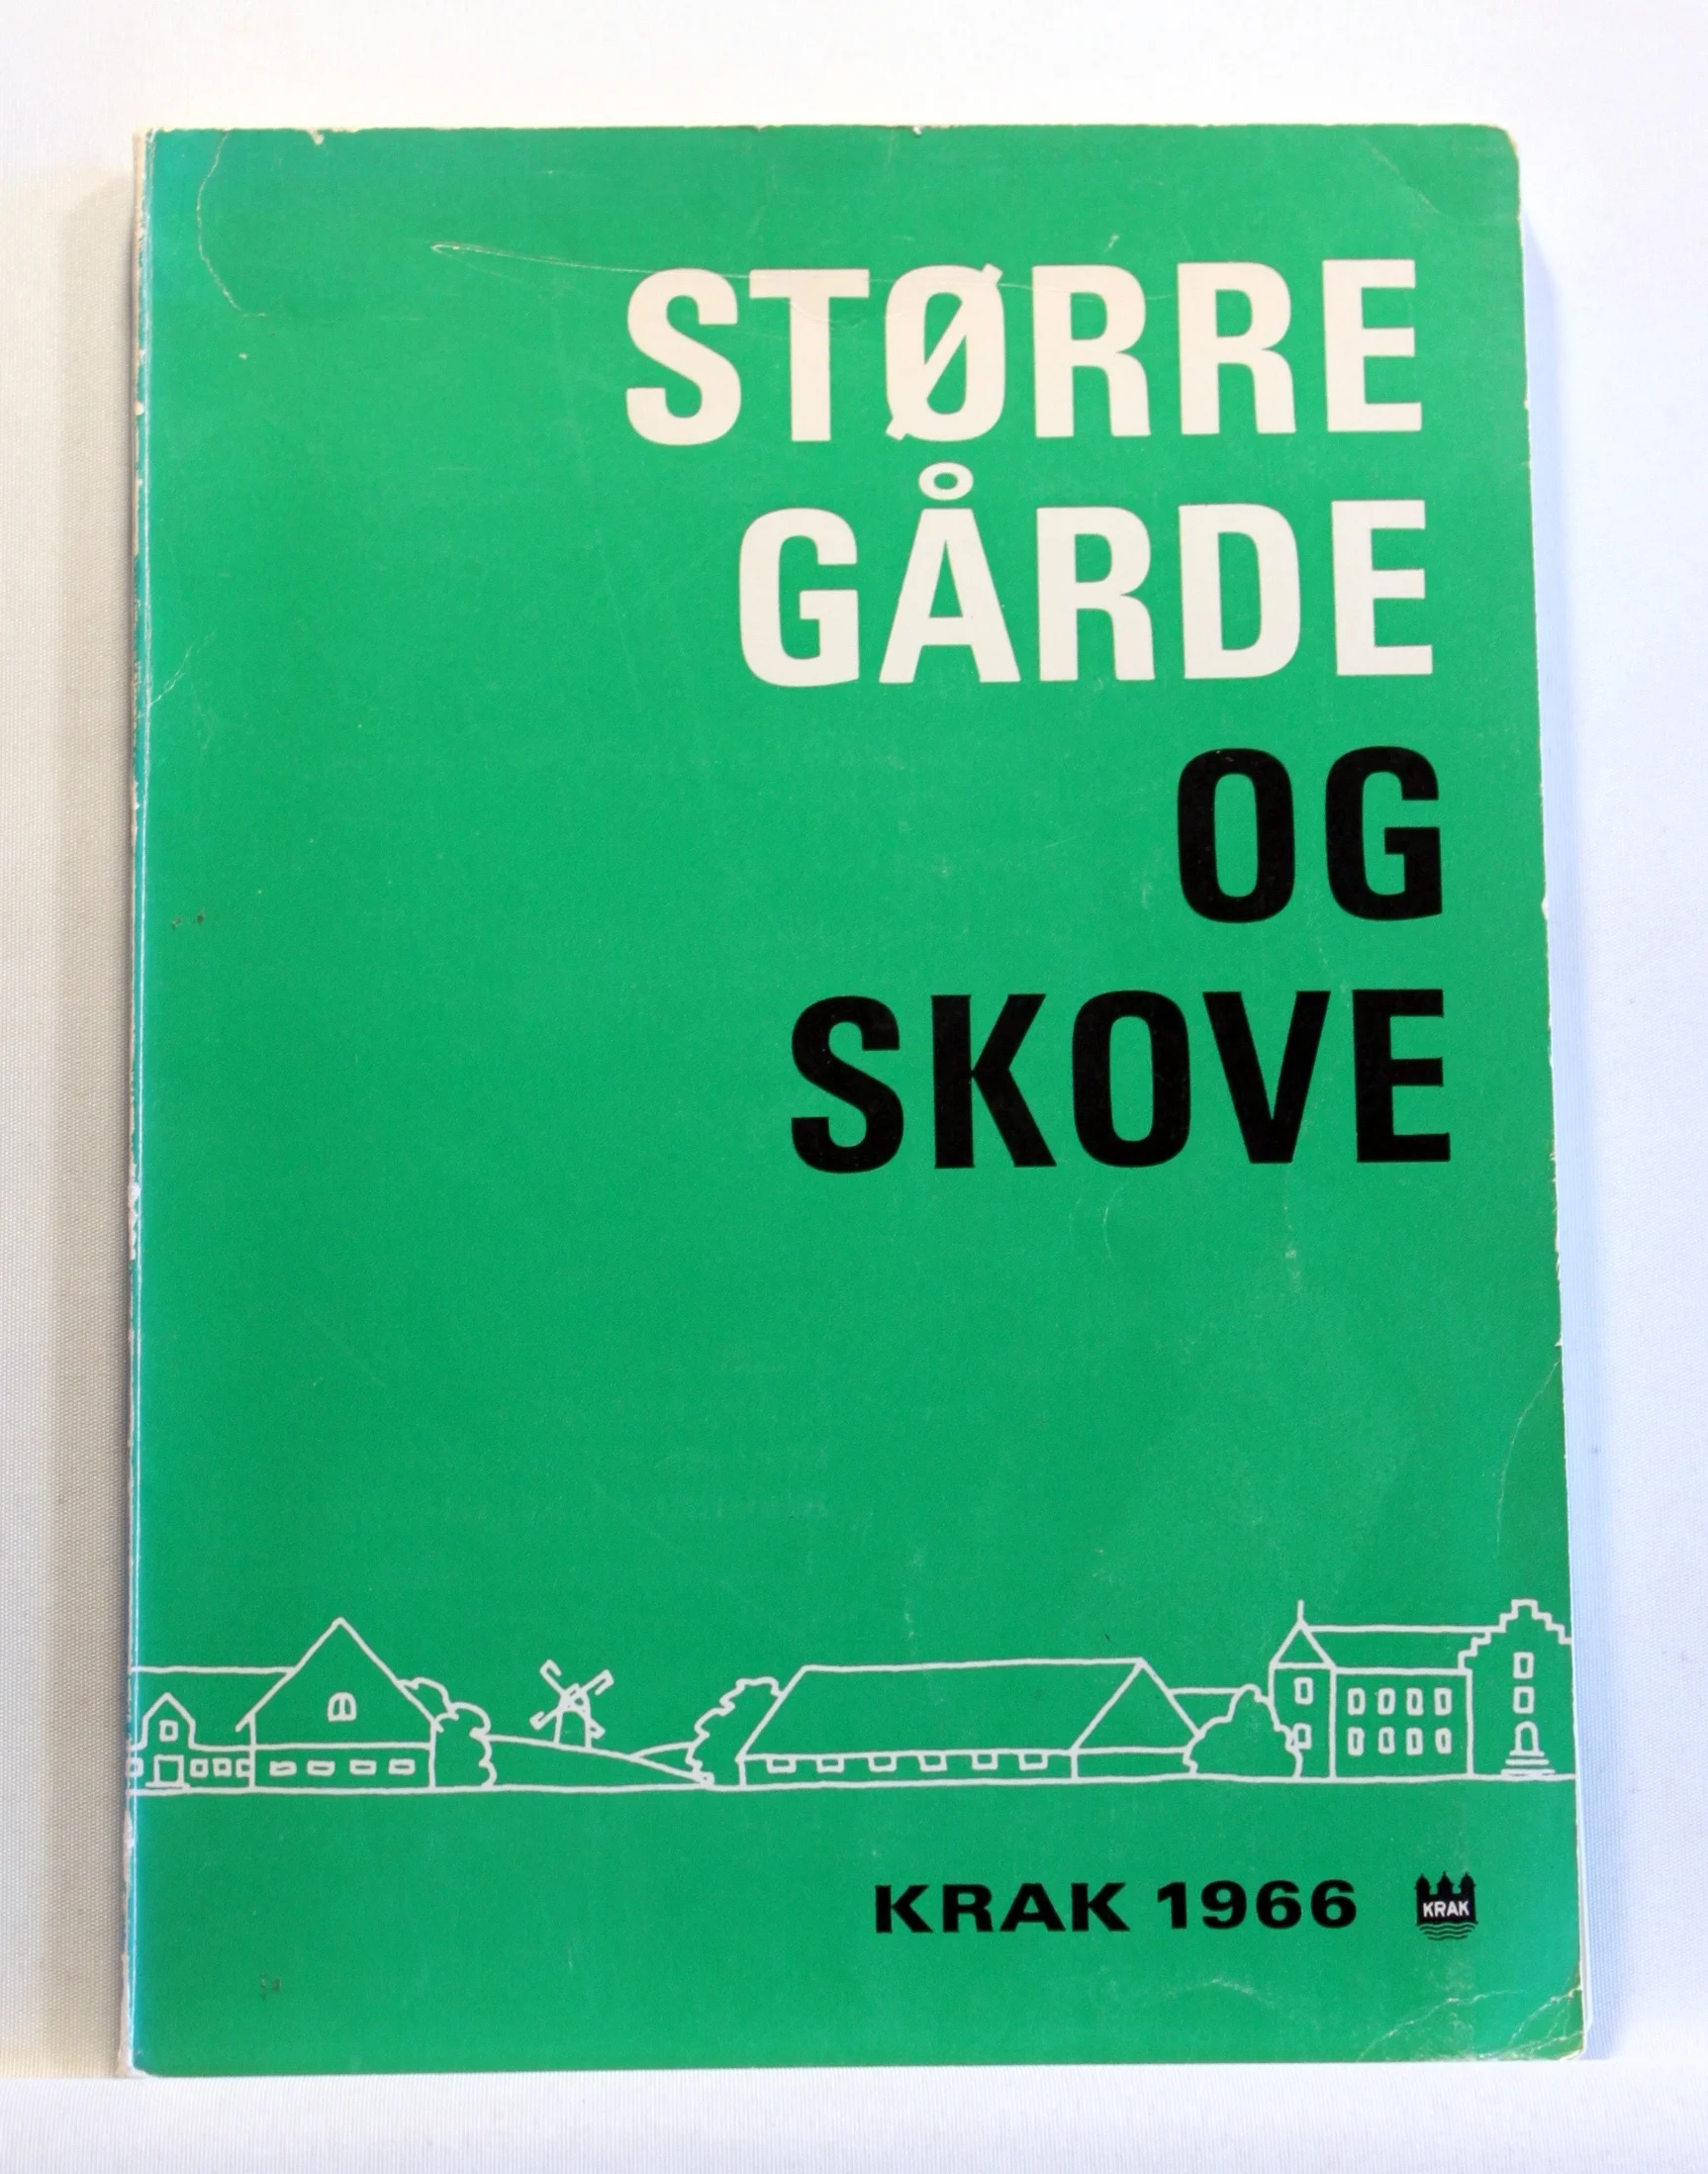 STØRRE
GÅRDE
OG
SKOVE
KRAK 1966
KRAK